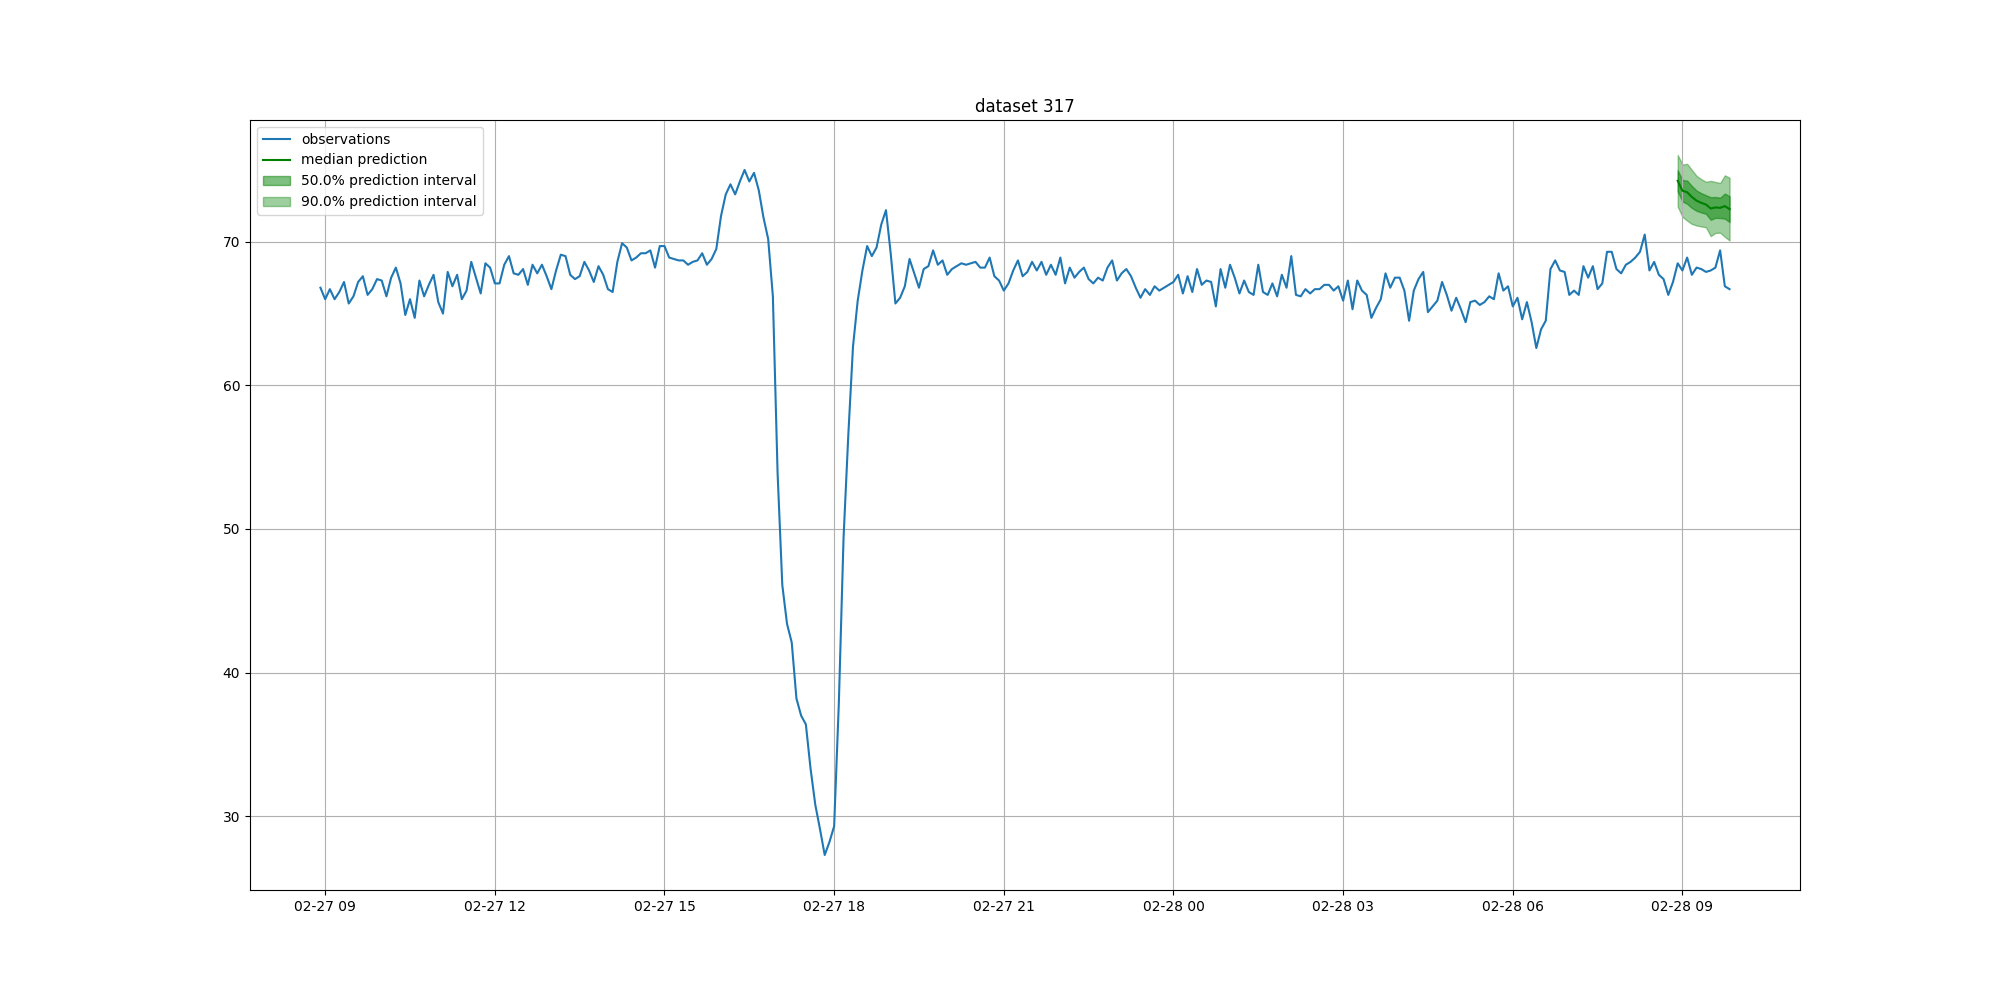 dataset 317
observations
median prediction
50.0% prediction interval
90.0% prediction interval
70
60
50
40
30
02-27 09
02-27 12
02-27 15
02-27 18
02-27 21
02-28 00
02-28 03
02-28 06
02-28 09